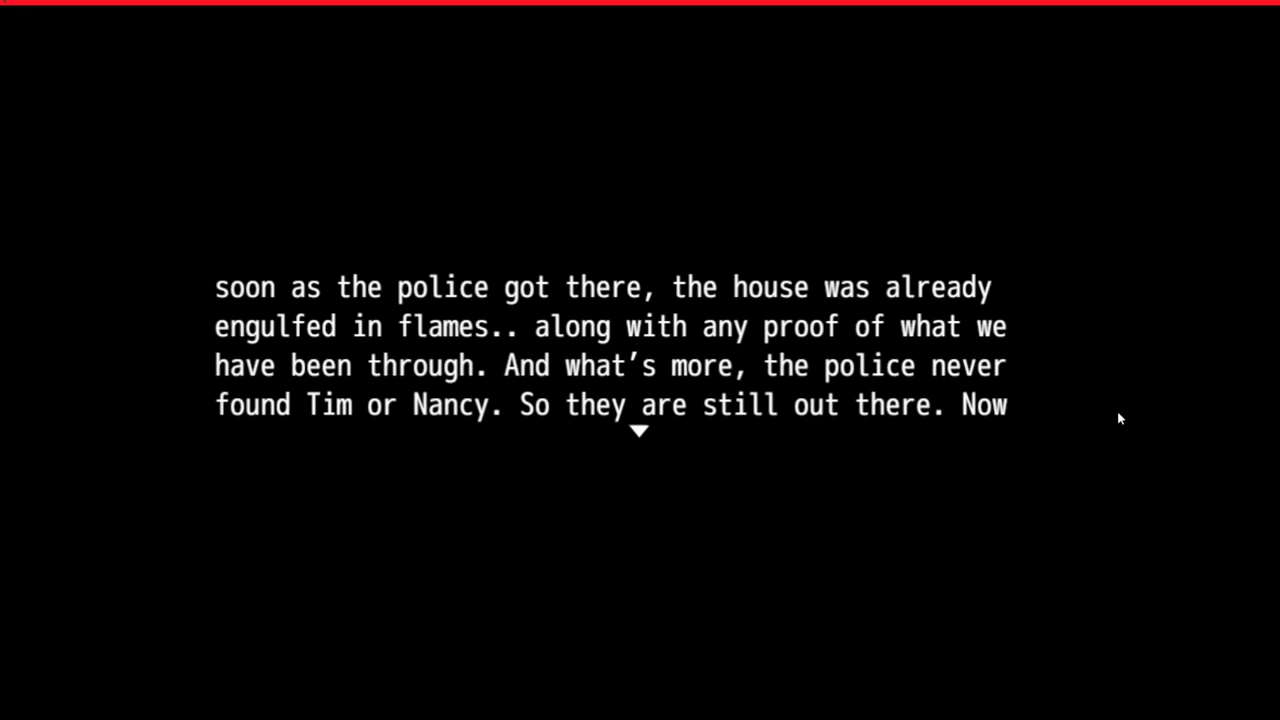 soon as the police got there, the house was already
engulfed in flames.. along with any proof of what we
have been through. And what’s more, the police never
found Tim or Nancy. So they are still out there. Now